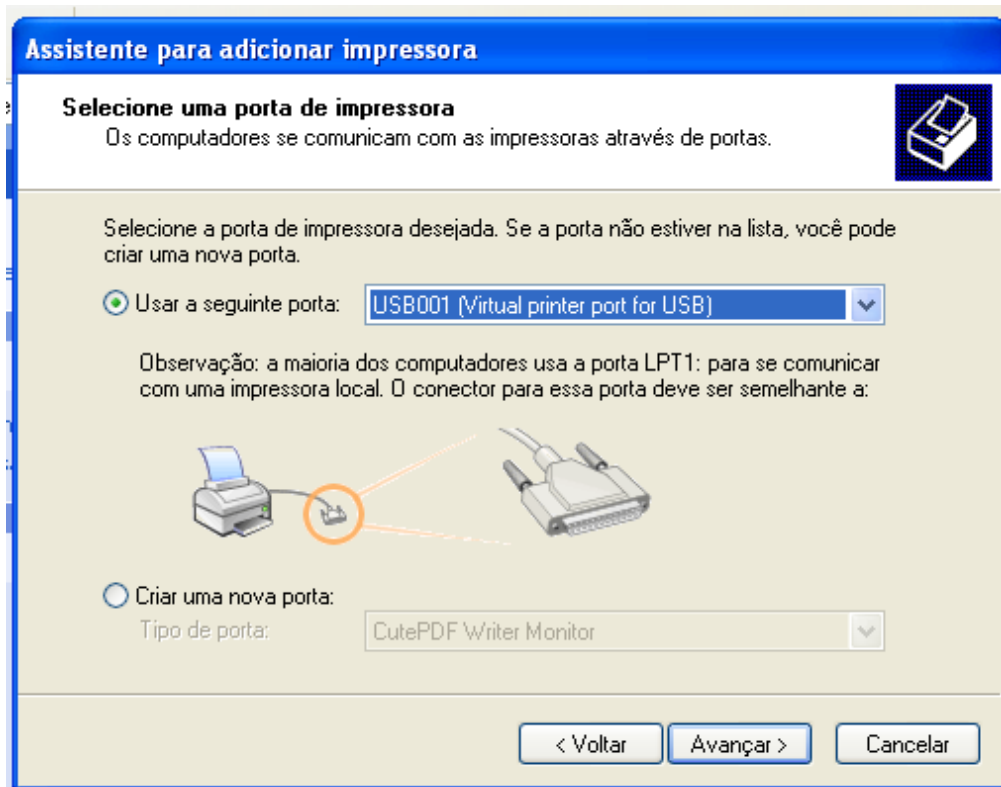 Assistente para adicionar impressora
Selecione uma porta de impressora
Os computadores se comunicam com as impressoras através de portas.
Selecione a porta de impressora desejada. Se a porta não estiver na lista, você pode
criar uma nova porta.
Usar a seguinte porta: USB001 (Virtual printer port for USB)
Observação: a maioria dos computadores usa a porta LPT1: para se comunicar
com uma impressora local. O conector para essa porta deve ser semelhante a:
Criar uma nova porta:
Tipo de porta: CutePDF Writer Monitor
< Voltar Avançar > Cancelar